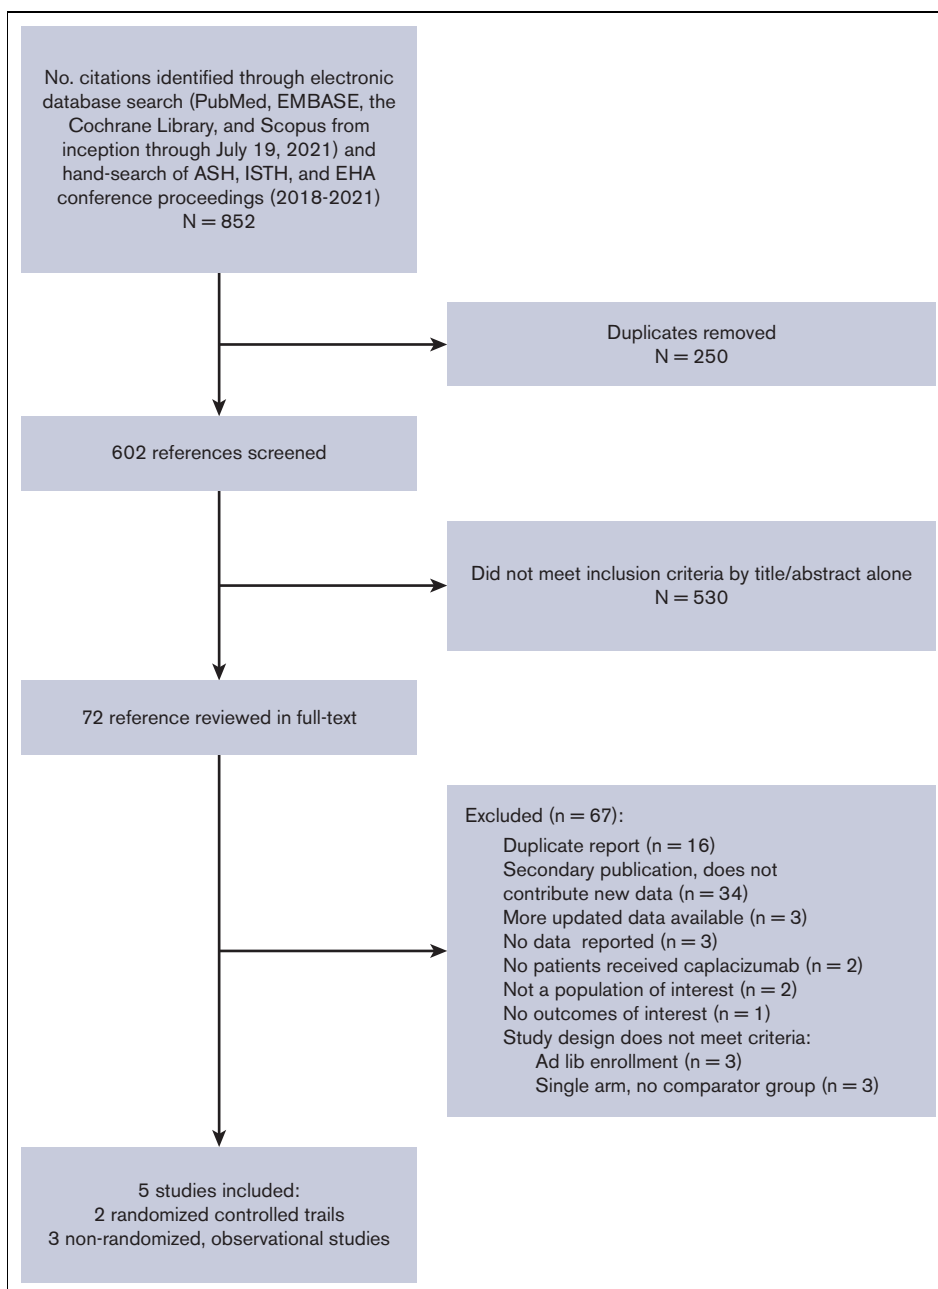 No. citations identified through electronic
database search (PubMed, EMBASE, the
Cochrane Library, and Scopus from
inception through July 19, 2021) and
hand-search of ASH, ISTH, and EHA
conference proceedings (2018-2021)
N = 852
Duplicates removed
N = 250
602 references screened
Did not meet inclusion criteria by title/abstract alone
N = 530
72 reference reviewed in full-text
Excluded (n = 67):
Duplicate report (n = 16)
Secondary publication, does not
contribute new data (n = 34)
More updated data available (n = 3)
No data reported (n = 3)
No patients received caplacizumab (n = 2)
Not a population of interest (n = 2)
No outcomes of interest (n = 1)
Study design does not meet criteria:
Ad lib enrollment (n = 3)
Single arm, no comparator group (n = 3)
5 studies included:
2 randomized controlled trails
3 non-randomized, observational studies